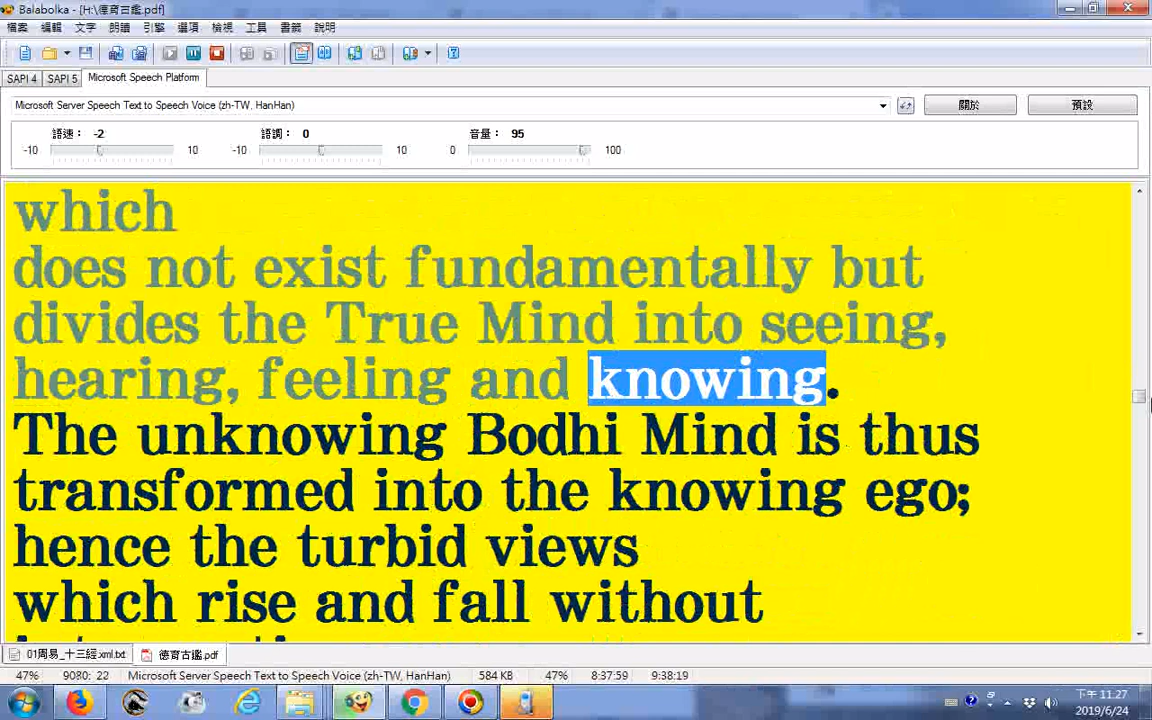 Balabolka - [H:\德育古鑑.pdf]
檔案 編輯 文字 朗讀 引擎 選項 檢視 工具 書籤 說明
SAPI 4 SAPI 5 Microsoft Speech Platform
Microsoft Server Speech Text to Speech Voice (zh-TW, HanHan) 關於 預設
語速： -2 語調： 0 音量： 95
-10 10 -10 10 0 100
which
does not exist fundamentally but
divides the True Mind into seeing,
hearing, feeling and knowing.
The unknowing Bodhi Mind is thus
transformed into the knowing ego;
hence the turbid views
which rise and fall without
01周易_十三經.xml.txt 德育古鑑.pdf
47% 9080: 22 Microsoft Server Speech Text to Speech Voice (zh-TW, HanHan) 584 KB 47% 8:37:59 9:38:19
下午 11:27
2019/6/24